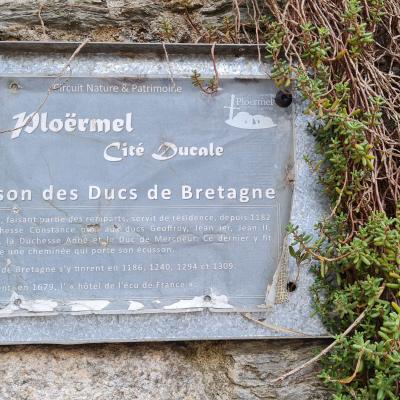 Circuit Nature & Patrimoine
Ploërmel
Ploërmel
Cité Ducale
son des Ducs de Bretagne
, faisant partie des remparts, servit de résidence, depuis 1182
hesse Constance aux ducs Geoffroy, Jean Ier, Jean II,
la Duchesse Anne et le Duc de Mercoeur. Ce dernier y fit
e une cheminée qui porte son écusson.
de Bretagne s'y tinrent en 1186, 1240, 1294 et 1309.
nt, en 1679, l' « hôtel de l'écu de France ».